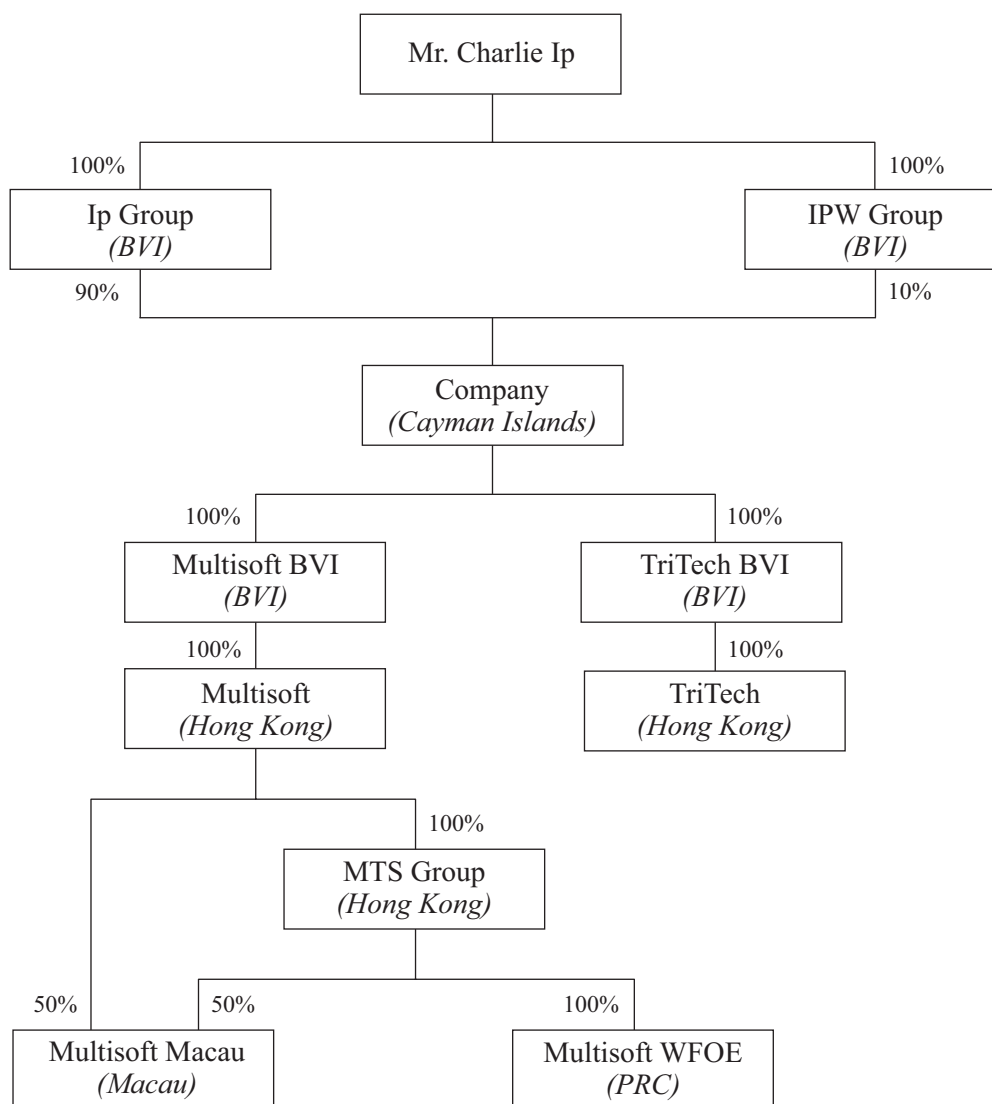 Mr. Charlie Ip
100%
100%
Ip Group
(BVI)
IPW Group
(BVI)
90%
10%
Company
(Cayman Islands)
100%
100%
Multisoft BVI
(BVI)
TriTech BVI
(BVI)
100%
100%
Multisoft
(Hong Kong)
TriTech
(Hong Kong)
100%
MTS Group
(Hong Kong)
50%
50%
100%
Multisoft Macau
(Macau)
Multisoft WFOE
(PRC)